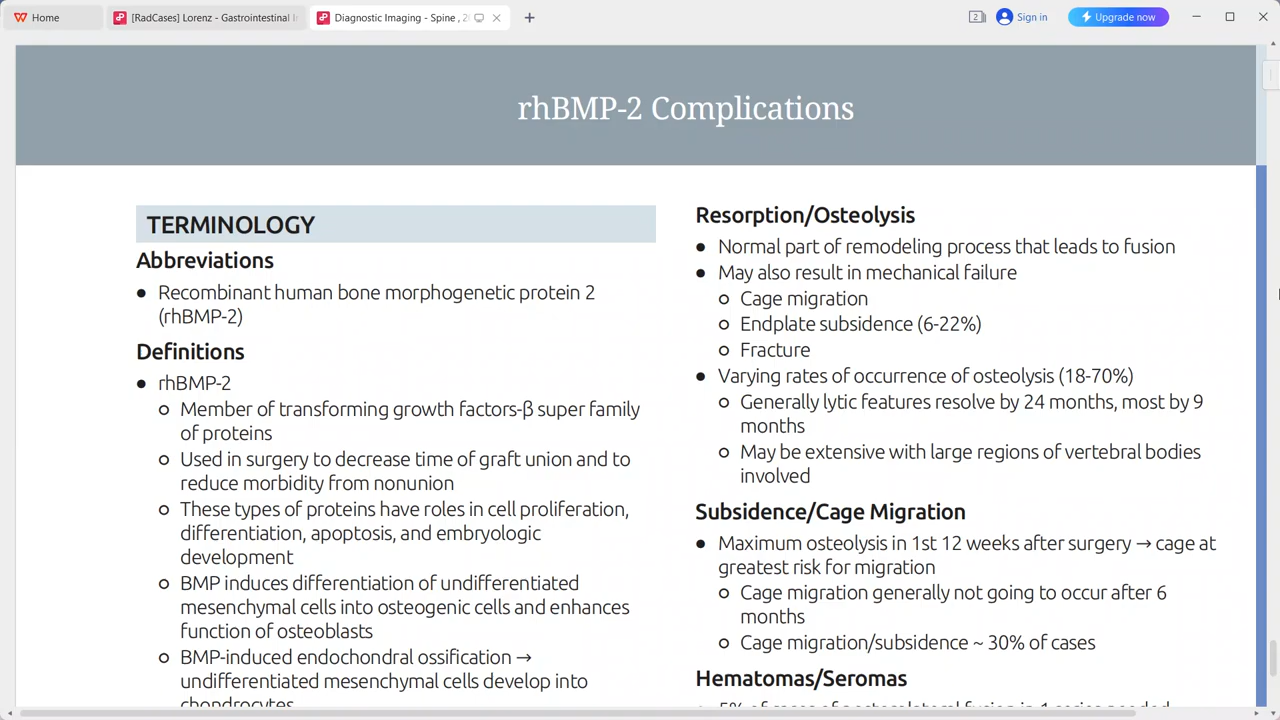 Home
[RadCases] Lorenz - Gastrointestinal
Diagnostic Imaging - Spine ,
2
Sign in
Upgrade now
rhBMP-2 Complications
TERMINOLOGY
Abbreviations
● Recombinant human bone morphogenetic protein 2
(rhBMP-2)
Definitions
● rhBMP-2
○ Member of transforming growth factors-β super family
of proteins
○ Used in surgery to decrease time of graft union and to
reduce morbidity from nonunion
○ These types of proteins have roles in cell proliferation,
differentiation, apoptosis, and embryologic
development
○ BMP induces differentiation of undifferentiated
mesenchymal cells into osteogenic cells and enhances
function of osteoblasts
○ BMP-induced endochondral ossification →
undifferentiated mesenchymal cells develop into
chondrocytes
Resorption/Osteolysis
● Normal part of remodeling process that leads to fusion
● May also result in mechanical failure
○ Cage migration
○ Endplate subsidence (6-22%)
○ Fracture
● Varying rates of occurrence of osteolysis (18-70%)
○ Generally lytic features resolve by 24 months, most by 9
months
○ May be extensive with large regions of vertebral bodies
involved
Subsidence/Cage Migration
● Maximum osteolysis in 1st 12 weeks after surgery → cage at
greatest risk for migration
○ Cage migration generally not going to occur after 6
months
○ Cage migration/subsidence ~ 30% of cases
Hematomas/Seromas